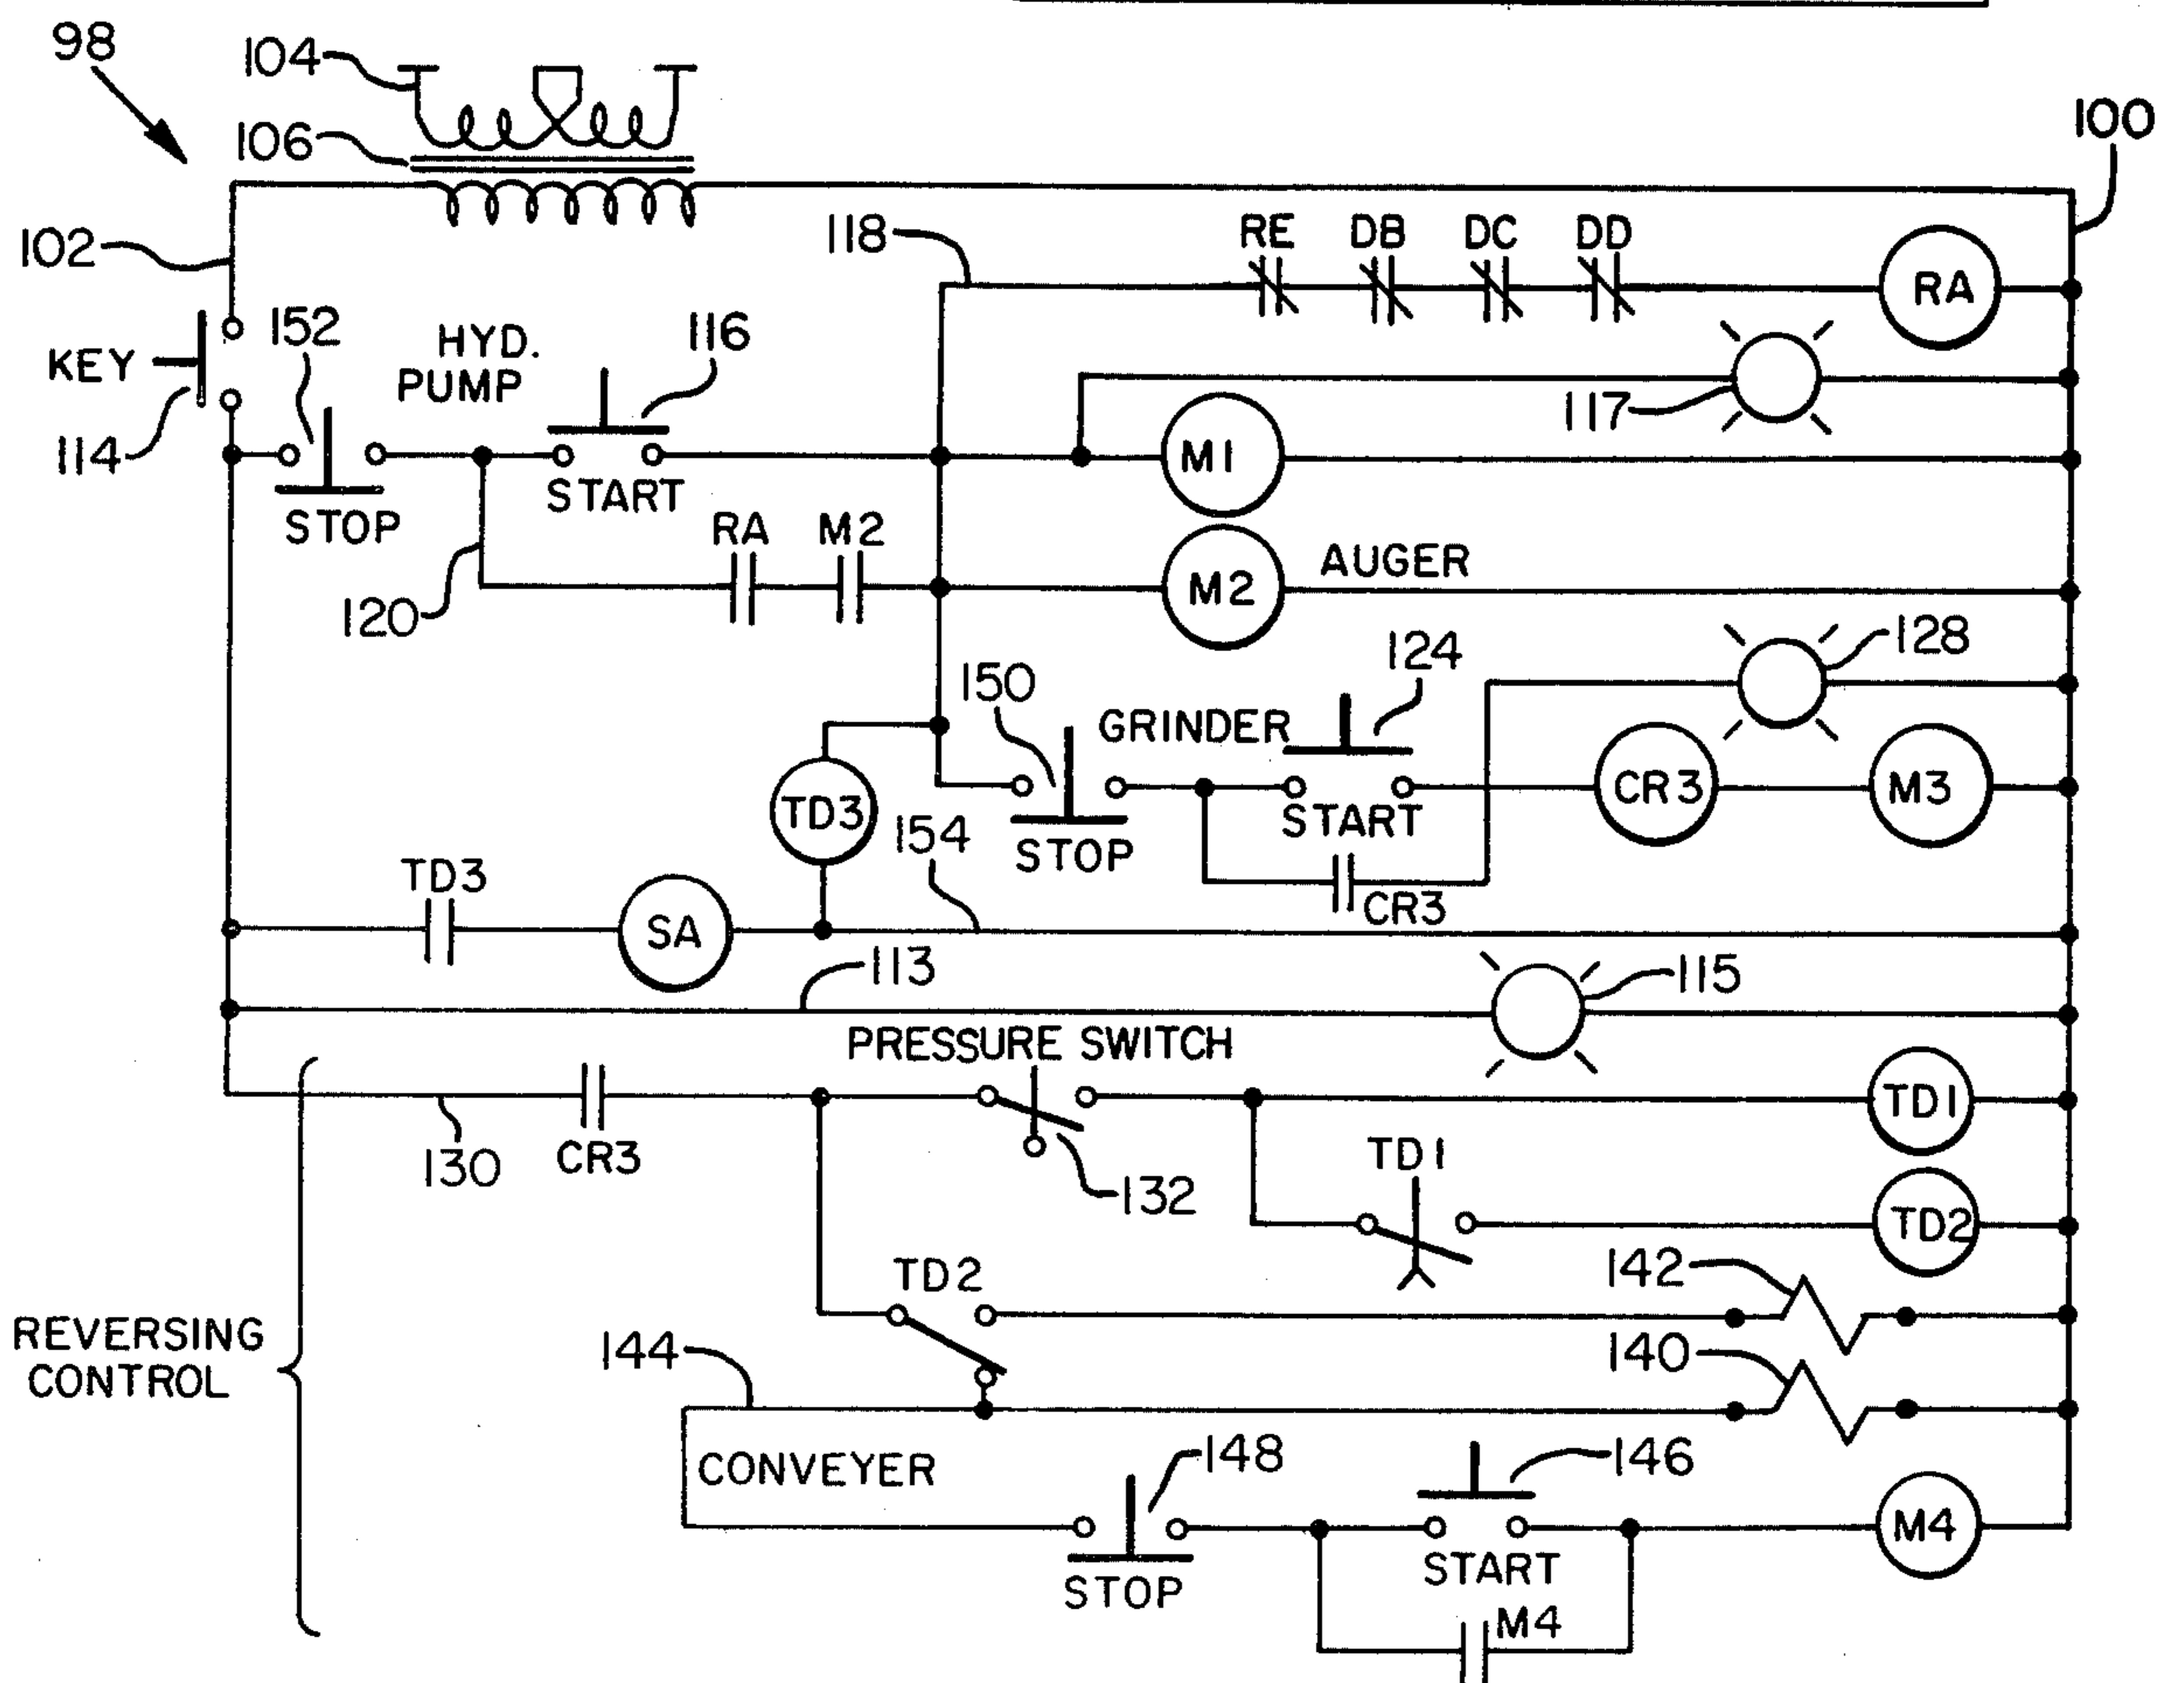 98
104
106
100
102
118
RE DB DC DD
RA
KEY
152
HYD.
PUMP
116
117
114
STOP
START
M1
RA M2
120
M2
AUGER
128
124
150
GRINDER
TD3
154
START
CR3
M3
STOP
TD3
CR3
SA
113
115
PRESSURE SWITCH
TD1
130
CR3
132
TD1
TD2
142
TD2
REVERSING
CONTROL
144
140
CONVEYER
148
146
M4
STOP
START
M4